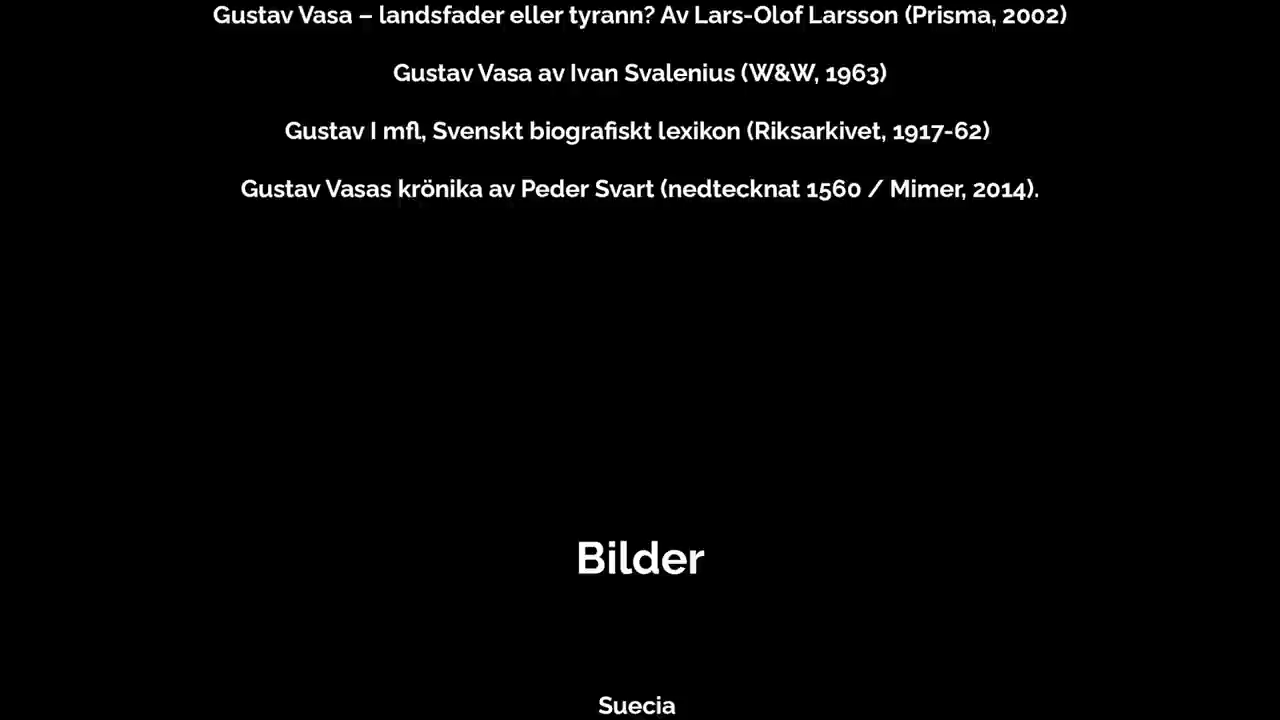 Gustav Vasa – landsfader eller tyrann? Av Lars-Olof Larsson (Prisma, 2002)
Gustav Vasa av Ivan Svalenius (W&W, 1963)
Gustav I mfl, Svenskt biografiskt lexikon (Riksarkivet, 1917-62)
Gustav Vasas krönika av Peder Svart (nedtecknat 1560 / Mimer, 2014).
Bilder
Suecia